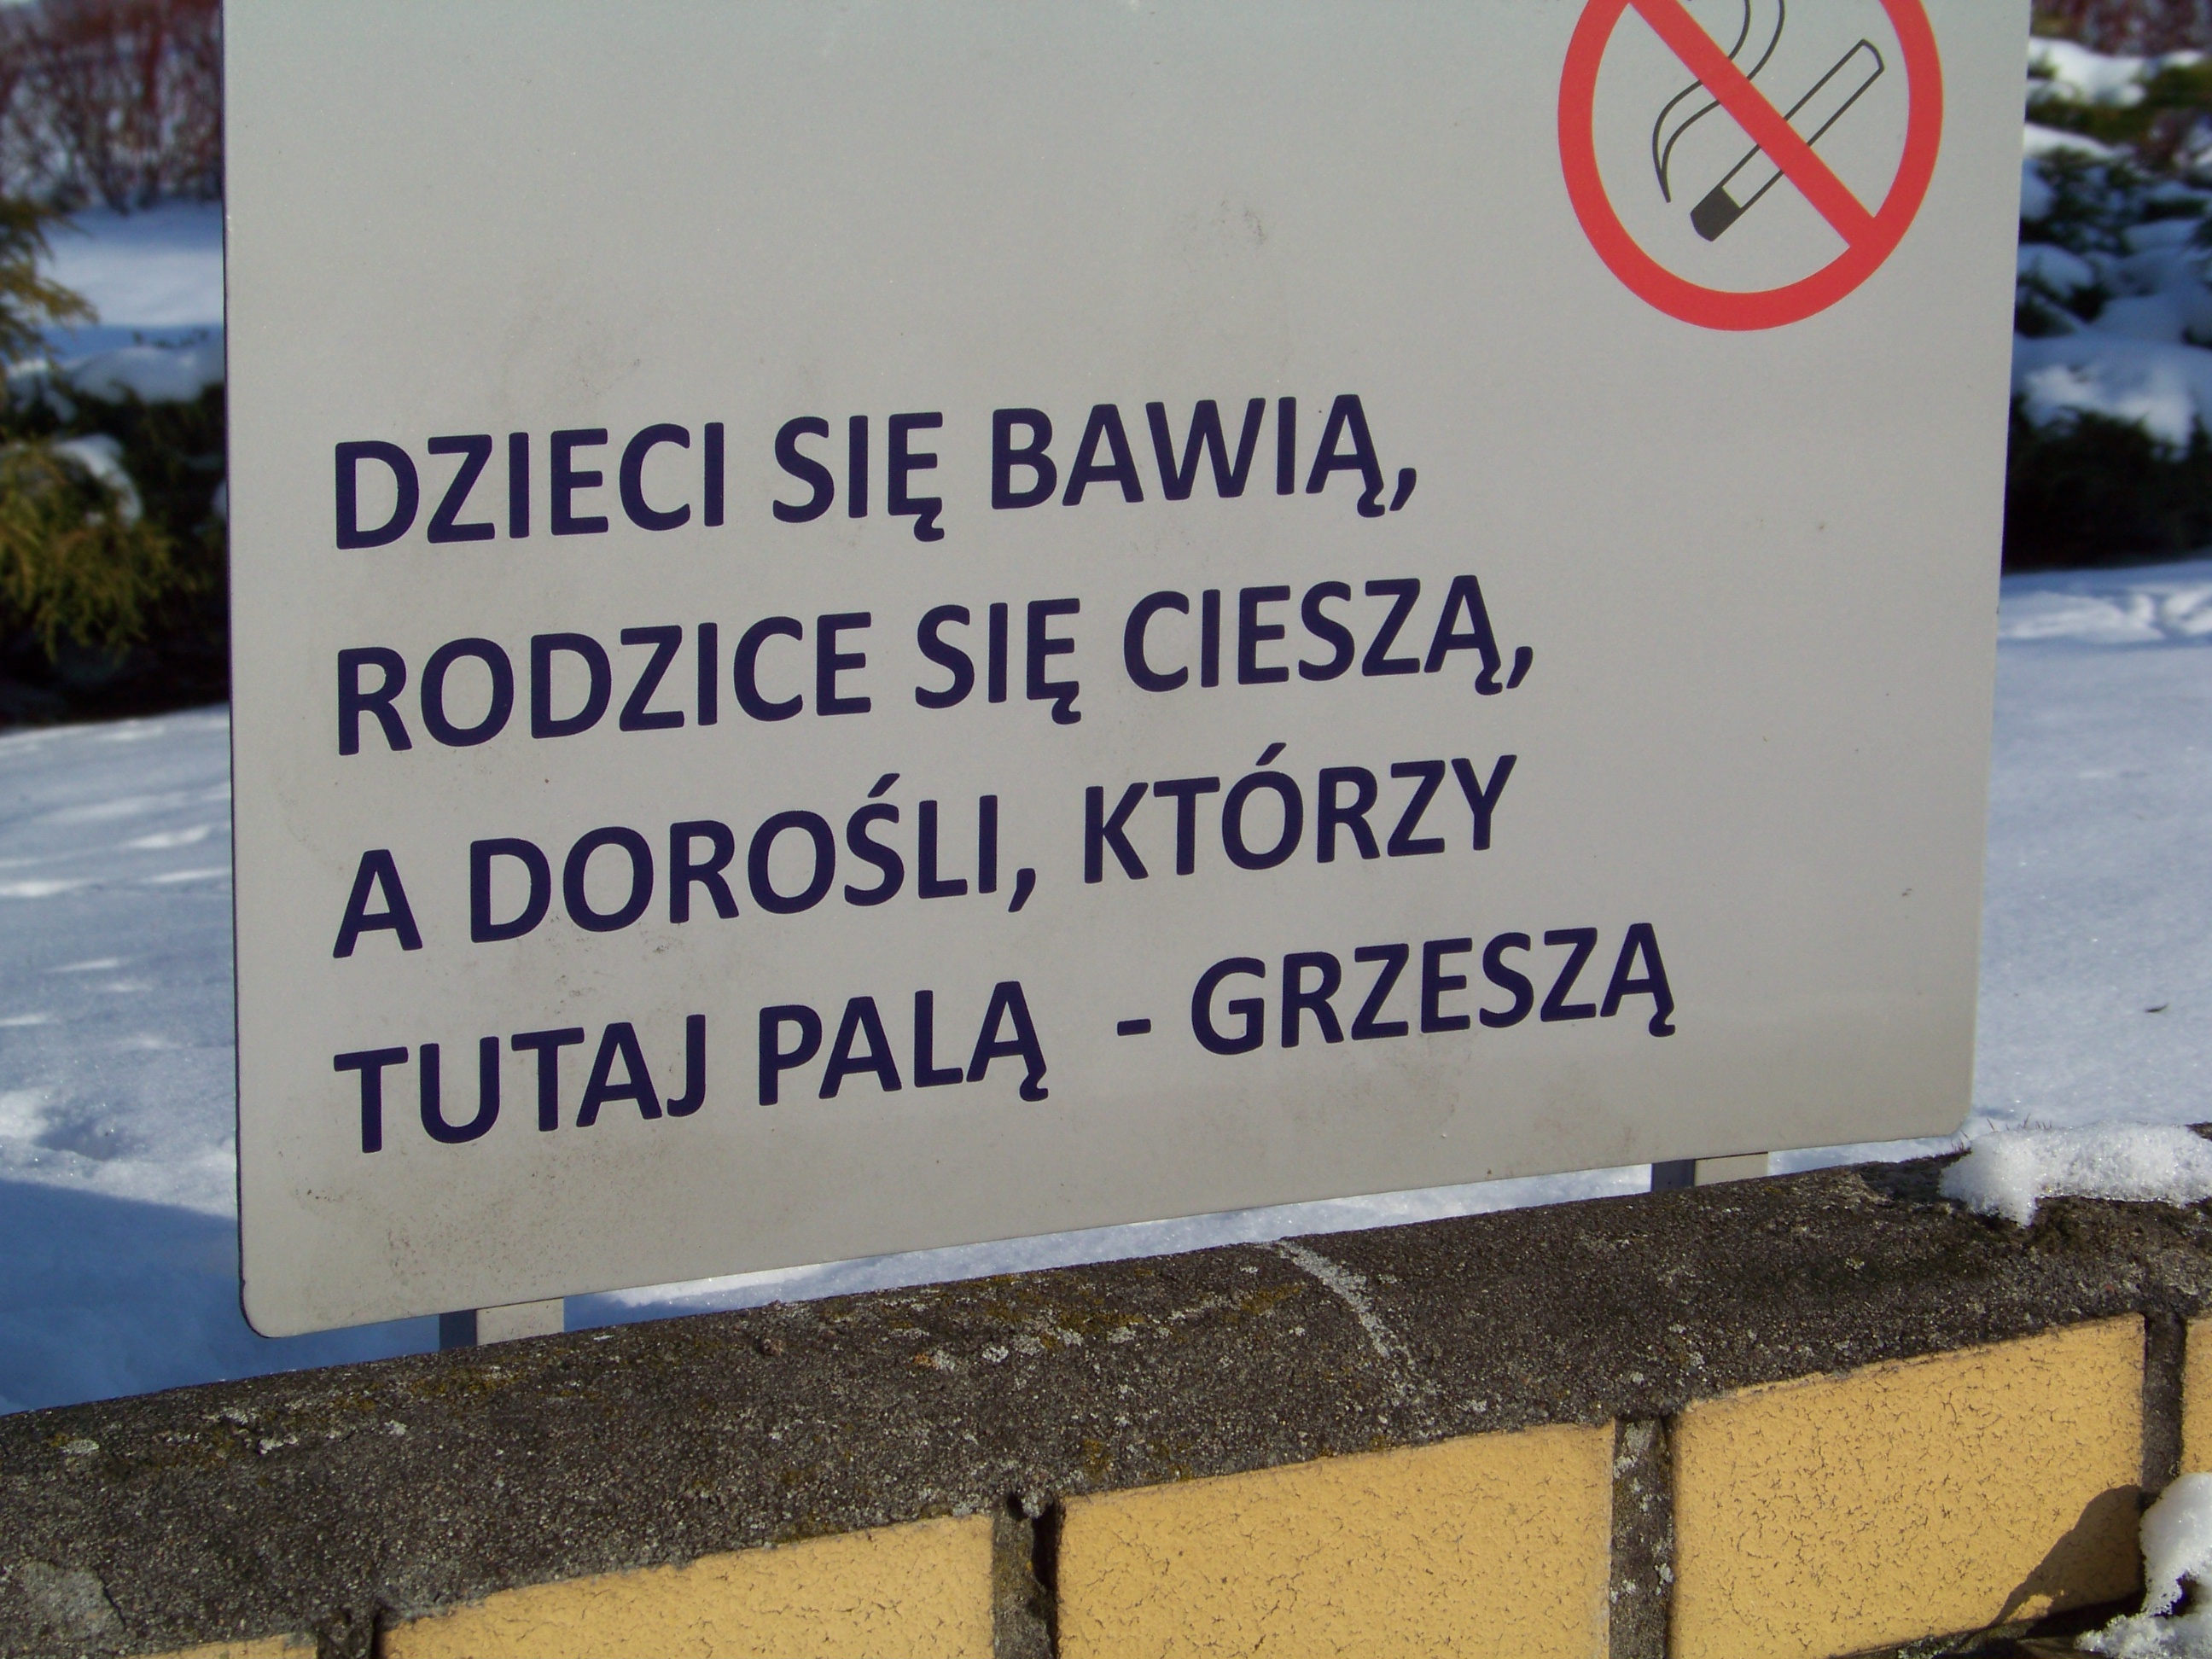 DZIECI SIĘ BAWIĄ,
RODZICE SIĘ CIESZĄ,
A DOROŚLI, KTÓRZY
TUTAJ PALĄ - GRZESZĄ